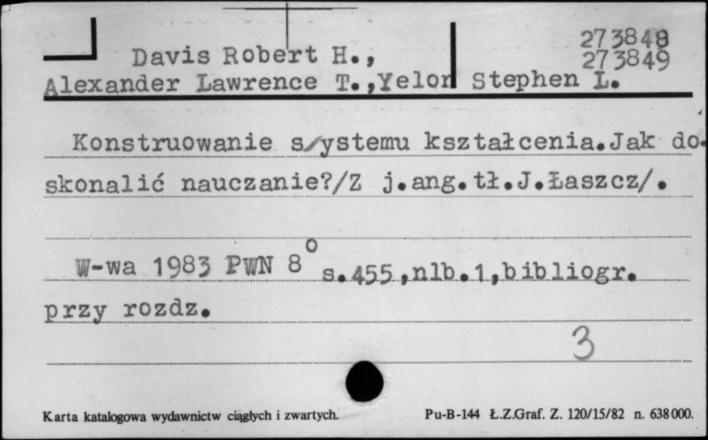 273848
Davis Robert H.,
273849
Alexander Lawrence T.,Yelon Stephen L.
Konstruowanie s/ystemu kształcenia.Jak do-
skonalić nauczanie?/Z j.ang.tł.J.Łaszcz/.
W-wa 1983 PWN 8° s.455,nlb.1,bibliogr.
przy rozdz.
3
Karta katalogowa wydawnictw ciągłych i zwartych. Pu-B-144 Ł.Z.Graf. Z. 120/15/82 n. 638000.